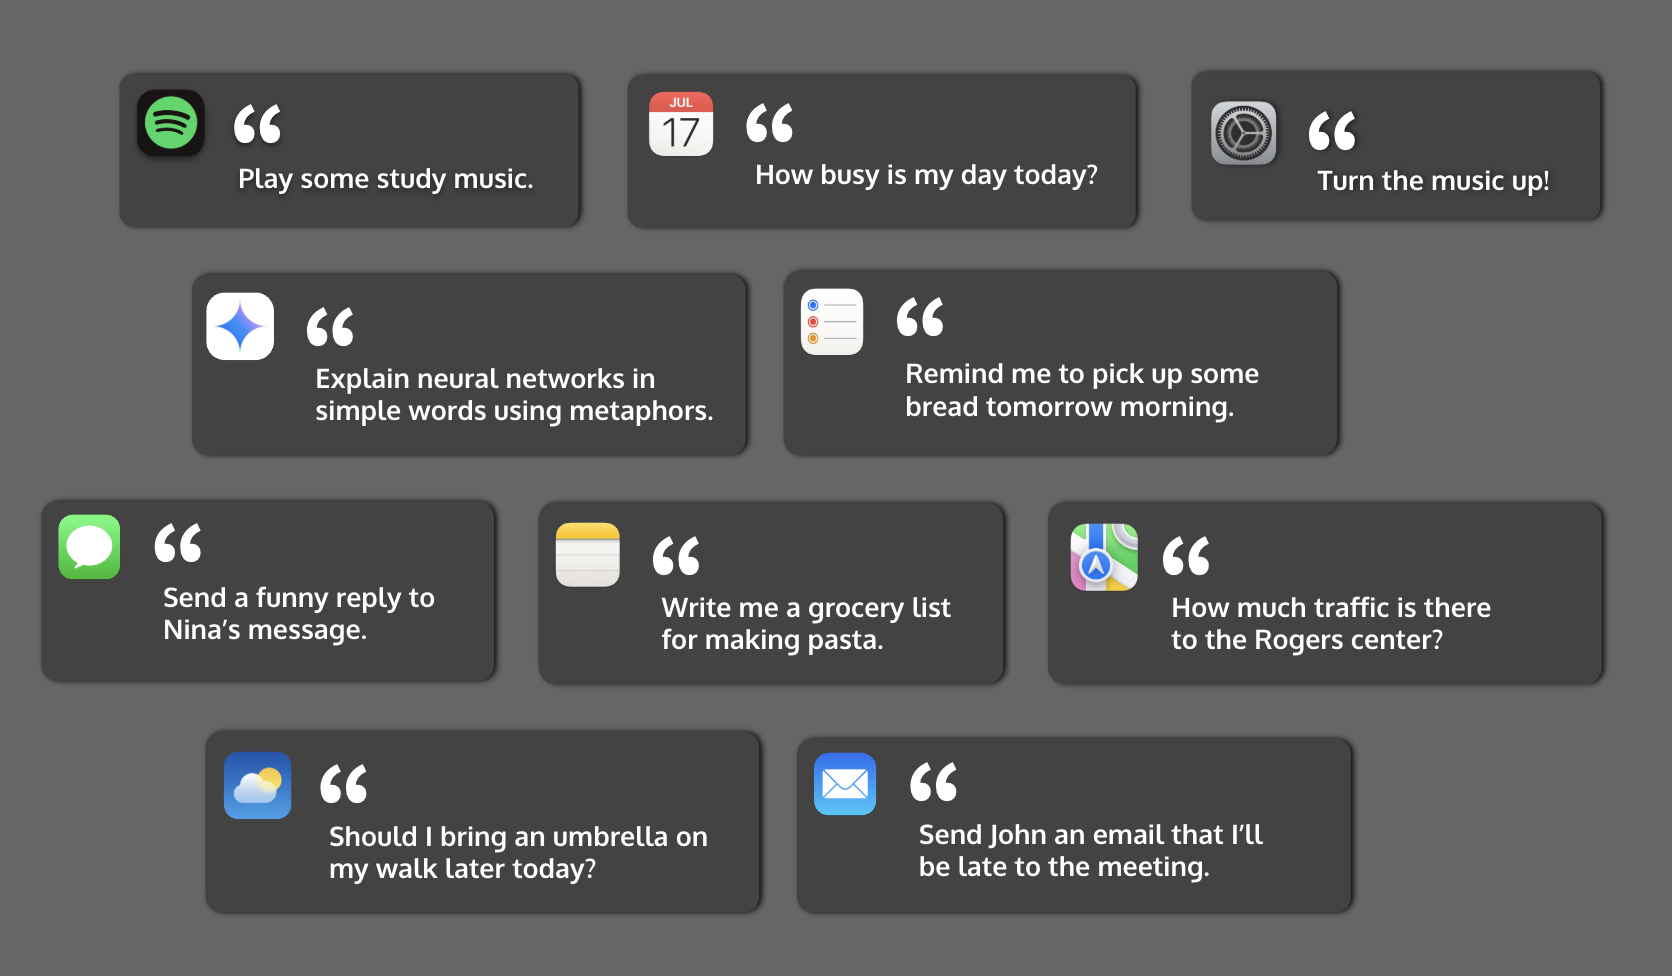 “
Play some study music.
JUL
17
“
How busy is my day today?
“
Turn the music up!
“
Explain neural networks in
simple words using metaphors.
“
Remind me to pick up some
bread tomorrow morning.
“
Send a funny reply to
Nina’s message.
“
Write me a grocery list
for making pasta.
“
How much traffic is there
to the Rogers center?
“
Should I bring an umbrella on
my walk later today?
“
Send John an email that I’ll
be late to the meeting.